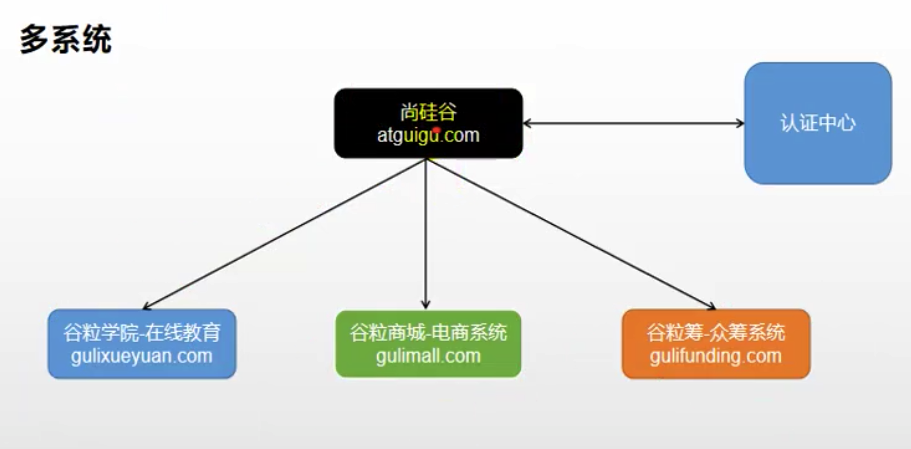 多系统
尚硅谷
atguigu.com
认证中心
谷粒学院-在线教育
gulixueyuan.com
谷粒商城-电商系统
gulimall.com
谷粒筹-众筹系统
gulifunding.com